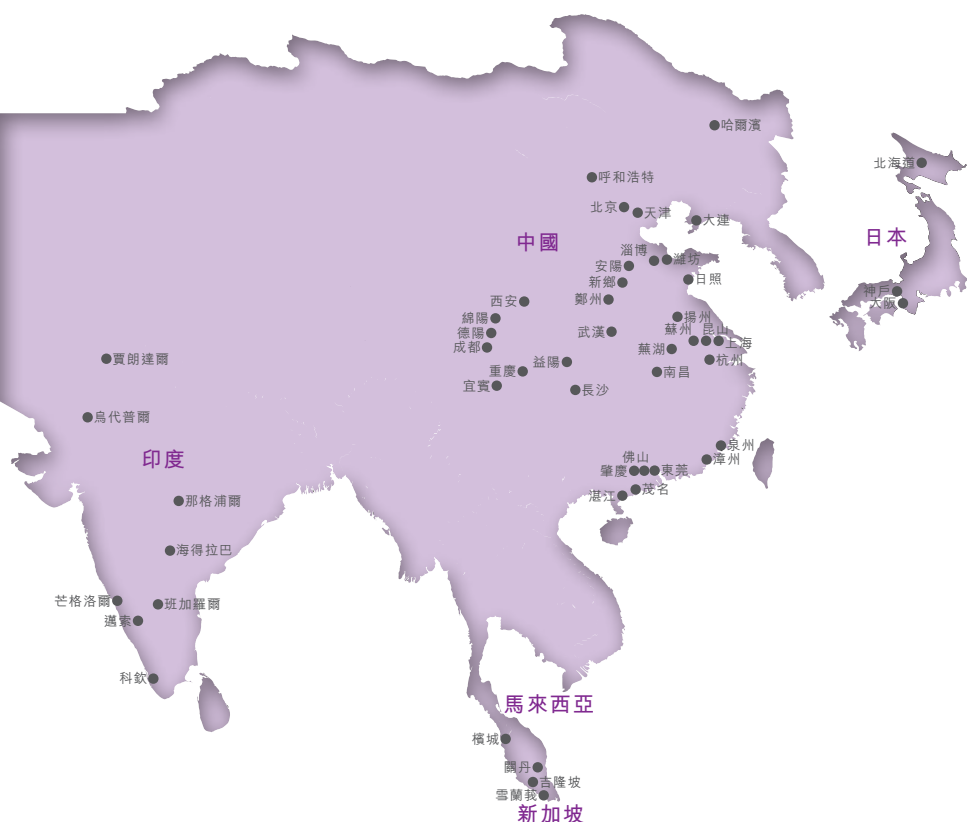 哈爾濱
北海道
呼和浩特
北京
天津
大連
日本
中國
淄博
濰坊
安陽
新鄉
日照
神戶
鄭州
西安
大阪
綿陽
揚州
德陽
武漢
蘇州
昆山
上海
成都
蕪湖
賈朗達爾
益陽
杭州
重慶
南昌
宜賓
長沙
烏代普爾
泉州
印度
佛山
漳州
肇慶
東莞
茂名
湛江
那格浦爾
海得拉巴
芒格洛爾
班加羅爾
邁索
科欽
馬來西亞
檳城
關丹
吉隆坡
雪蘭莪
新加坡